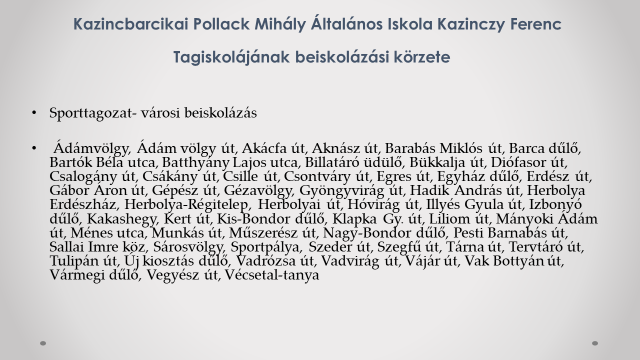 Kazincbarcikai Pollack Mihály Általános Iskola Kazinczy Ferenc
Tagiskolájának beiskolázási körzete
• Sporttagozat- városi beiskolázás
• Ádámvölgy, Ádám völgy út, Akácfa út, Aknász út, Barabás Miklós út, Barca dűlő,
Bartók Béla utca, Batthyány Lajos utca, Billatáró üdülő, Bükkalja út, Diófasor út,
Csalogány út, Csákány út, Csille út, Csontváry út, Egres út, Egyház dűlő, Erdész út,
Gábor Áron út, Gépész út, Gézavölgy, Gyöngyvirág út, Hadik András út, Herbolya
Erdészház, Herbolya-Régitelep, Herbolyai út, Hóvirág út, Illyés Gyula út, Izbonyó
dűlő, Kakashegy, Kert út, Kis-Bondor dűlő, Klapka Gy. út, Liliom út, Mányoki Ádám
út, Ménes utca, Munkás út, Műszerész út, Nagy-Bondor dűlő, Pesti Barnabás út,
Sallai Imre köz, Sárosvölgy, Sportpálya, Szeder út, Szegfű út, Tárna út, Tervtáró út,
Tulipán út, Új kiosztás dűlő, Vadrózsa út, Vadvirág út, Vájár út, Vak Bottyán út,
Vármegi dűlő, Vegyész út, Vécsetal-tanya